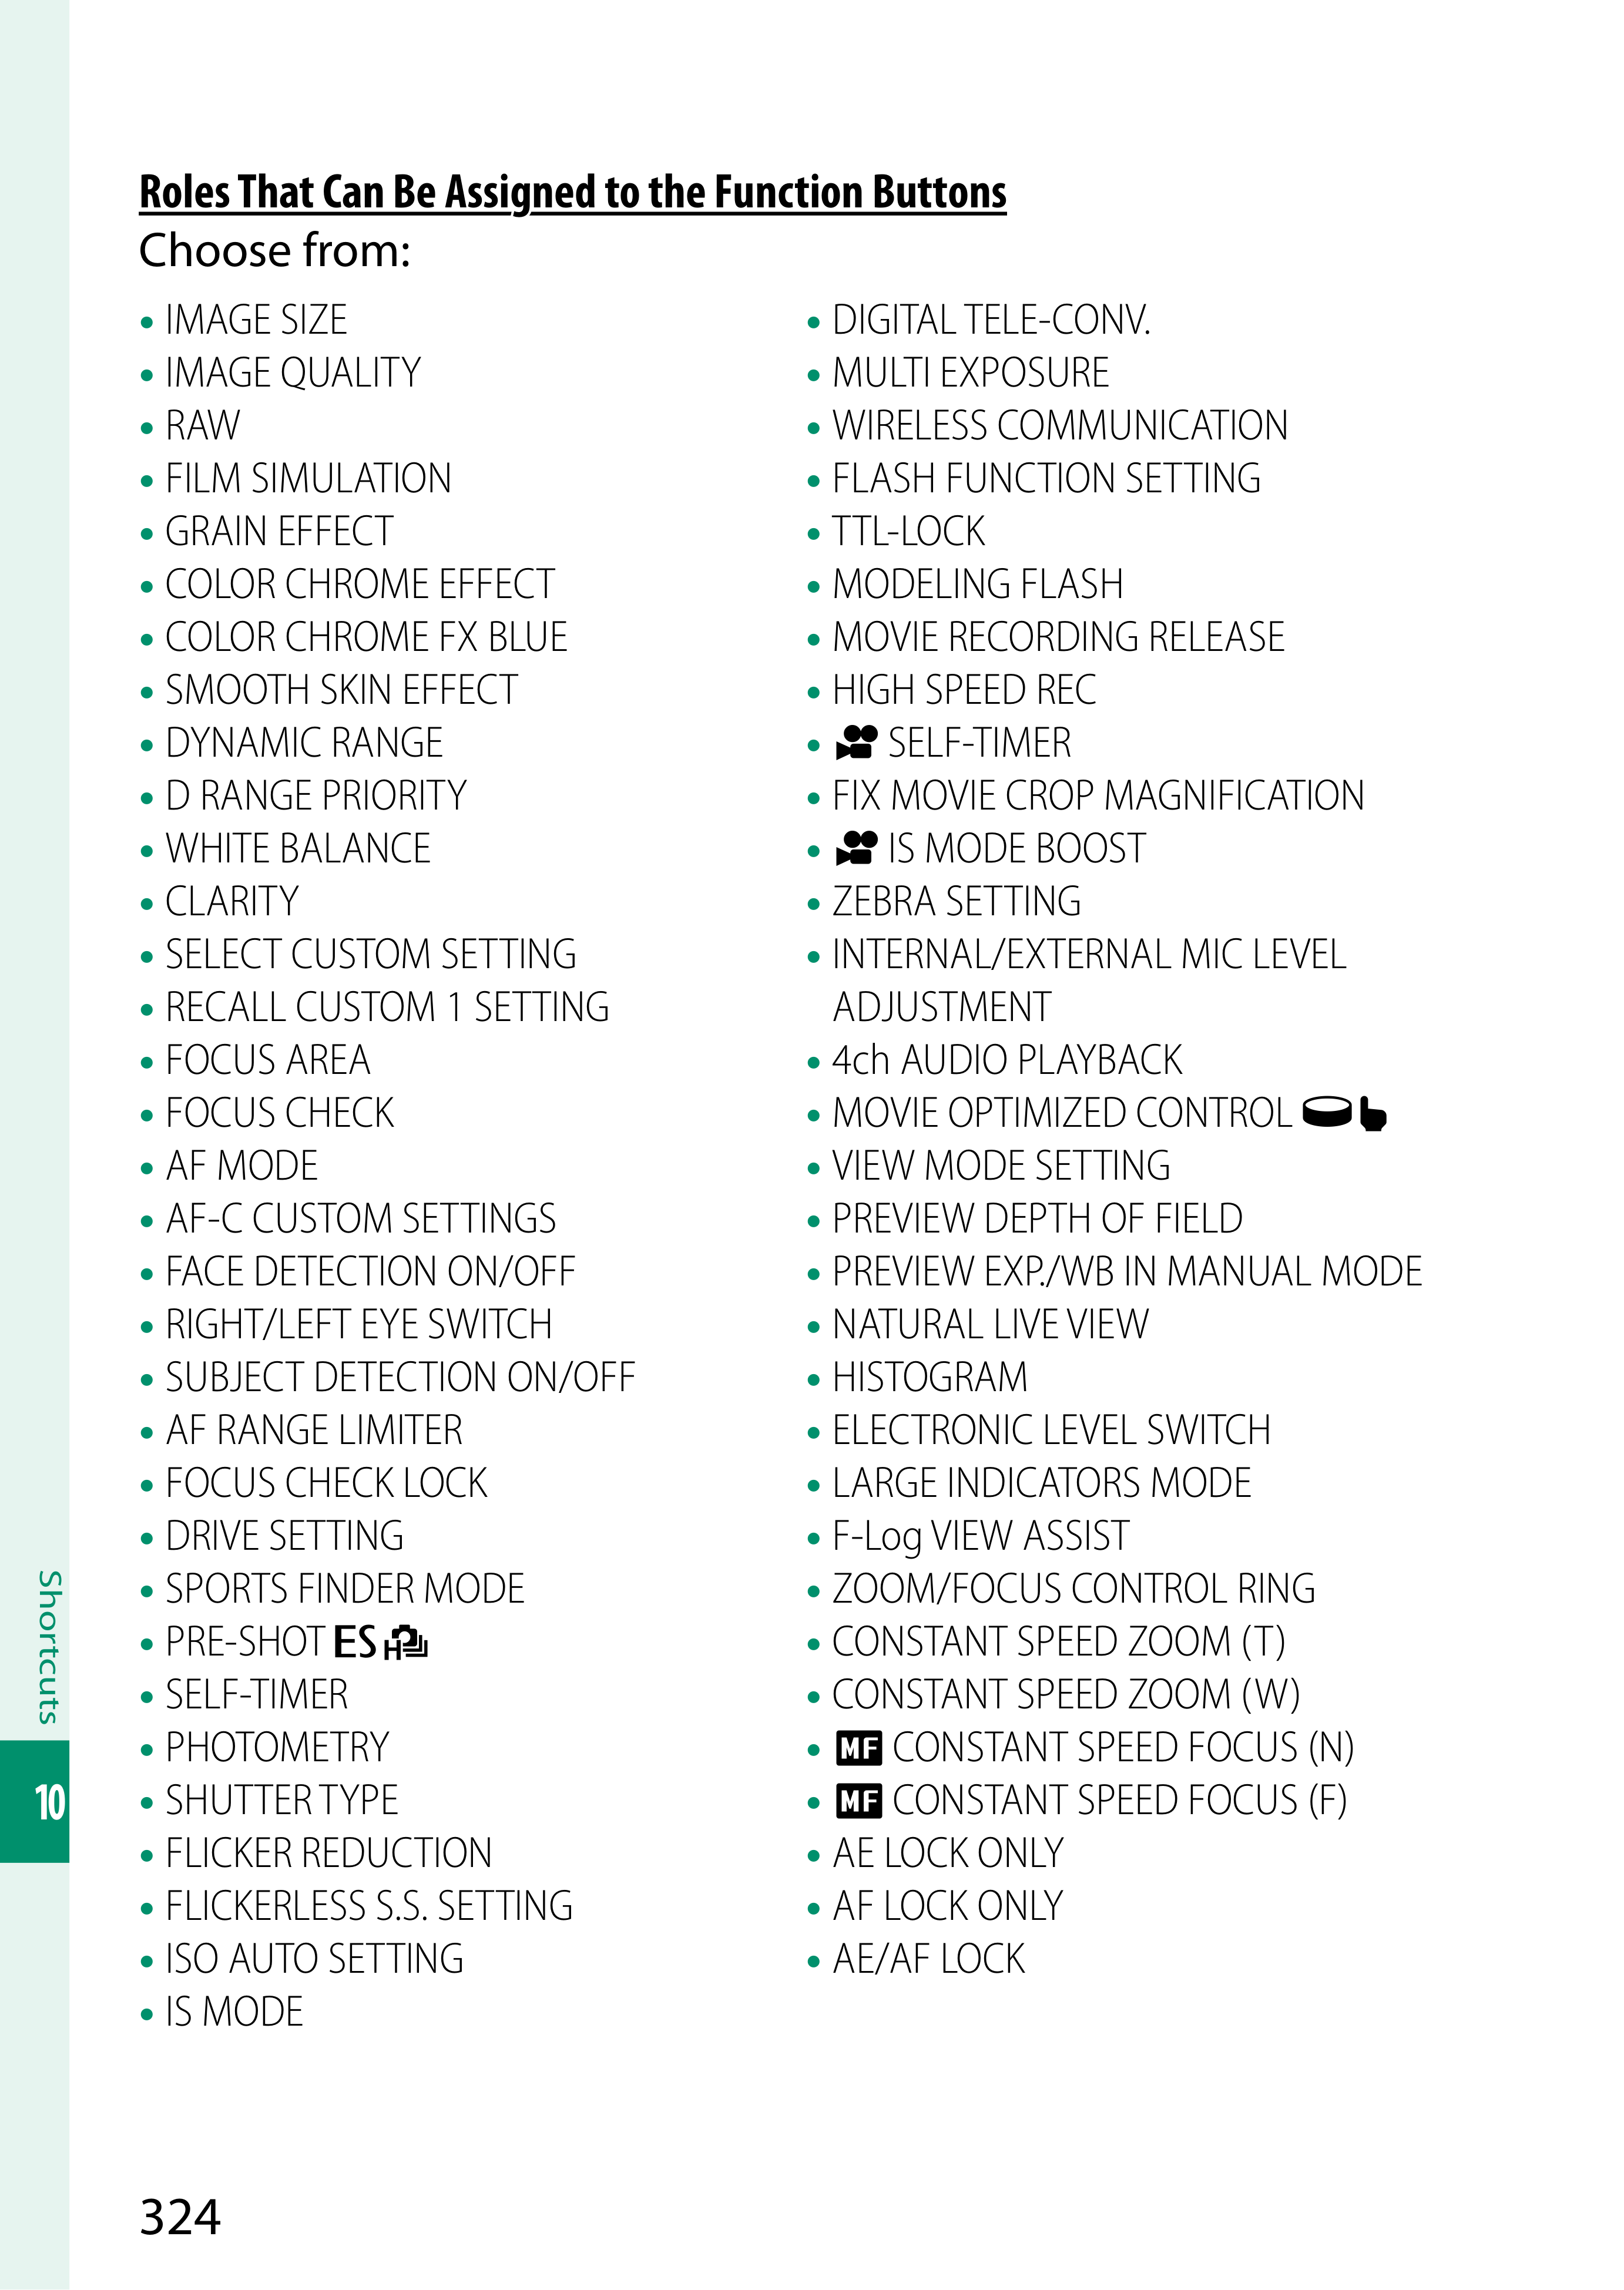 Roles That Can Be Assigned to the Function Buttons
Choose from:
• IMAGE SIZE
• IMAGE QUALITY
• RAW
• FILM SIMULATION
• GRAIN EFFECT
• COLOR CHROME EFFECT
• COLOR CHROME FX BLUE
• SMOOTH SKIN EFFECT
• DYNAMIC RANGE
• D RANGE PRIORITY
• WHITE BALANCE
• CLARITY
• SELECT CUSTOM SETTING
• RECALL CUSTOM 1 SETTING
• FOCUS AREA
• FOCUS CHECK
• AF MODE
• AF-C CUSTOM SETTINGS
• FACE DETECTION ON/OFF
• RIGHT/LEFT EYE SWITCH
• SUBJECT DETECTION ON/OFF
• AF RANGE LIMITER
• FOCUS CHECK LOCK
• DRIVE SETTING
• SPORTS FINDER MODE
• PRE-SHOT ES H
• SELF-TIMER
• PHOTOMETRY
• SHUTTER TYPE
• FLICKER REDUCTION
• FLICKERLESS S.S. SETTING
• ISO AUTO SETTING
• IS MODE
• DIGITAL TELE-CONV.
• MULTI EXPOSURE
• WIRELESS COMMUNICATION
• FLASH FUNCTION SETTING
• TTL-LOCK
• MODELING FLASH
• MOVIE RECORDING RELEASE
• HIGH SPEED REC
• SELF-TIMER
• FIX MOVIE CROP MAGNIFICATION
• IS MODE BOOST
• ZEBRA SETTING
• INTERNAL/EXTERNAL MIC LEVEL
ADJUSTMENT
• 4ch AUDIO PLAYBACK
• MOVIE OPTIMIZED CONTROL
• VIEW MODE SETTING
• PREVIEW DEPTH OF FIELD
• PREVIEW EXP./WB IN MANUAL MODE
• NATURAL LIVE VIEW
• HISTOGRAM
• ELECTRONIC LEVEL SWITCH
• LARGE INDICATORS MODE
• F-Log VIEW ASSIST
• ZOOM/FOCUS CONTROL RING
• CONSTANT SPEED ZOOM (T)
• CONSTANT SPEED ZOOM (W)
• MF CONSTANT SPEED FOCUS (N)
• MF CONSTANT SPEED FOCUS (F)
• AE LOCK ONLY
• AF LOCK ONLY
• AE/AF LOCK
Shortcuts
10
324